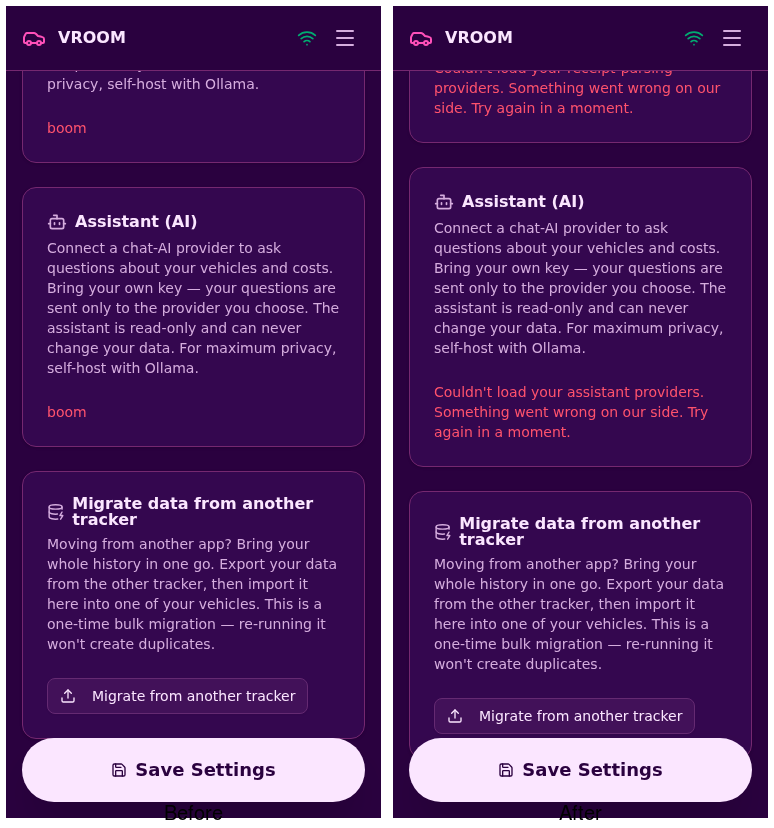 VROOM
privacy, self-host with Ollama.
boom
Assistant (AI)
Connect a chat-AI provider to ask
questions about your vehicles and costs.
Bring your own key — your questions are
sent only to the provider you choose. The
assistant is read-only and can never
change your data. For maximum privacy,
self-host with Ollama.
boom
Migrate data from another
tracker
Moving from another app? Bring your
whole history in one go. Export your data
from the other tracker, then import it
here into one of your vehicles. This is a
one-time bulk migration — re-running it
won't create duplicates.
Migrate from another tracker
Save Settings
Before
VROOM
Couldn't load your receipt-parsing
providers. Something went wrong on our
side. Try again in a moment.
Assistant (AI)
Connect a chat-AI provider to ask
questions about your vehicles and costs.
Bring your own key — your questions are
sent only to the provider you choose. The
assistant is read-only and can never
change your data. For maximum privacy,
self-host with Ollama.
Couldn't load your assistant providers.
Something went wrong on our side. Try
again in a moment.
Migrate data from another
tracker
Moving from another app? Bring your
whole history in one go. Export your data
from the other tracker, then import it
here into one of your vehicles. This is a
one-time bulk migration — re-running it
won't create duplicates.
Migrate from another tracker
Save Settings
After